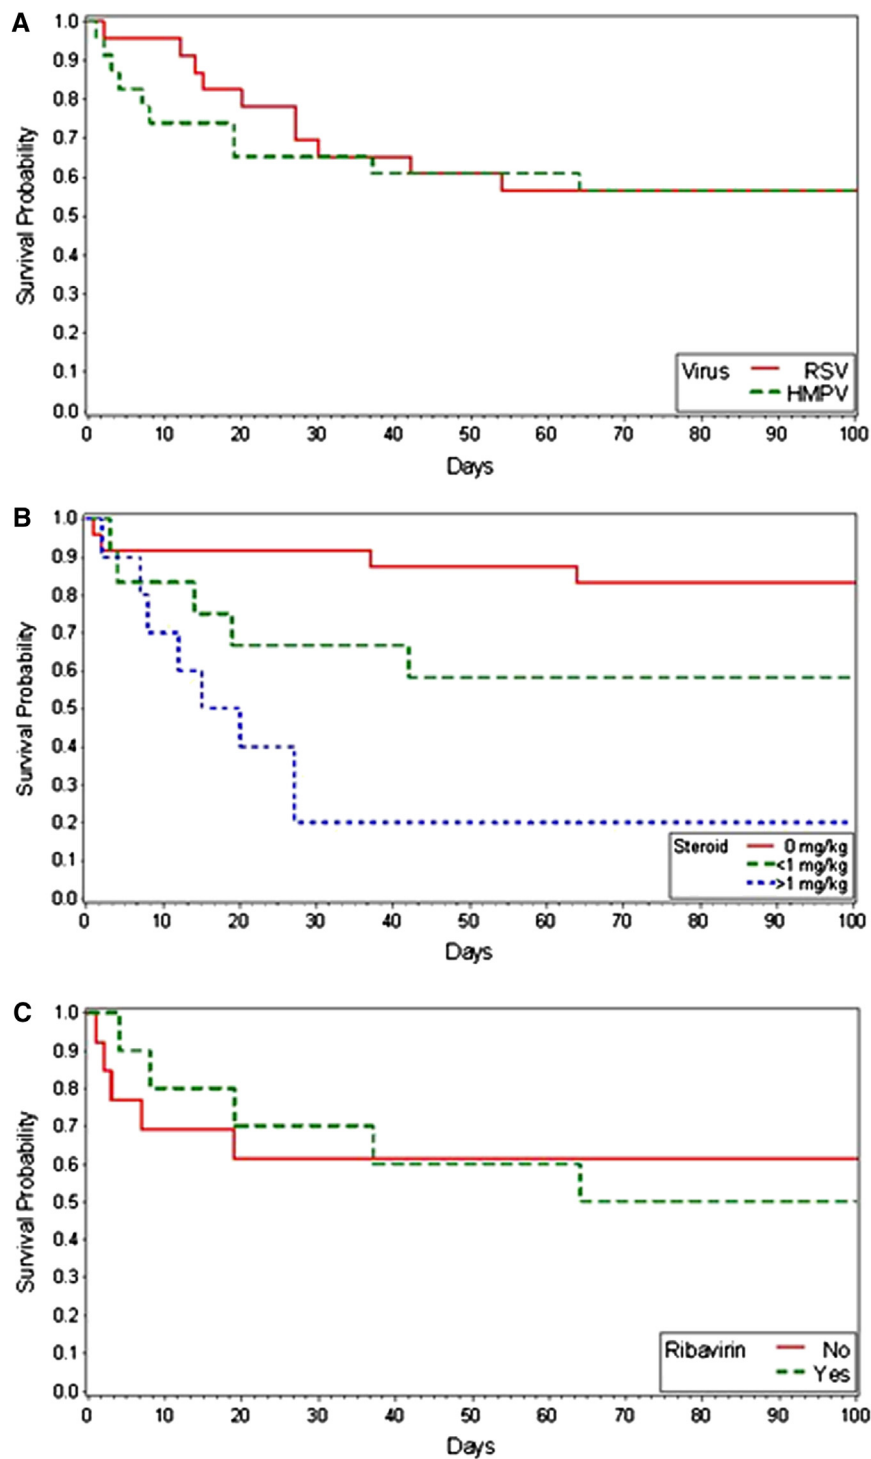 A
Survival Probability
1.0
0.9
0.8
0.7
0.6
0.5
0.4
0.3
0.2
0.1
0.0
Virus RSV
HMPV
0 10 20 30 40 50 60 70 80 90 100
Days
B
Survival Probability
1.0
0.9
0.8
0.7
0.6
0.5
0.4
0.3
0.2
0.1
0.0
Steroid 0 mg/kg
<1 mg/kg
>1 mg/kg
0 10 20 30 40 50 60 70 80 90 100
Days
C
Survival Probability
1.0
0.9
0.8
0.7
0.6
0.5
0.4
0.3
0.2
0.1
0.0
Ribavirin No
Yes
0 10 20 30 40 50 60 70 80 90 100
Days